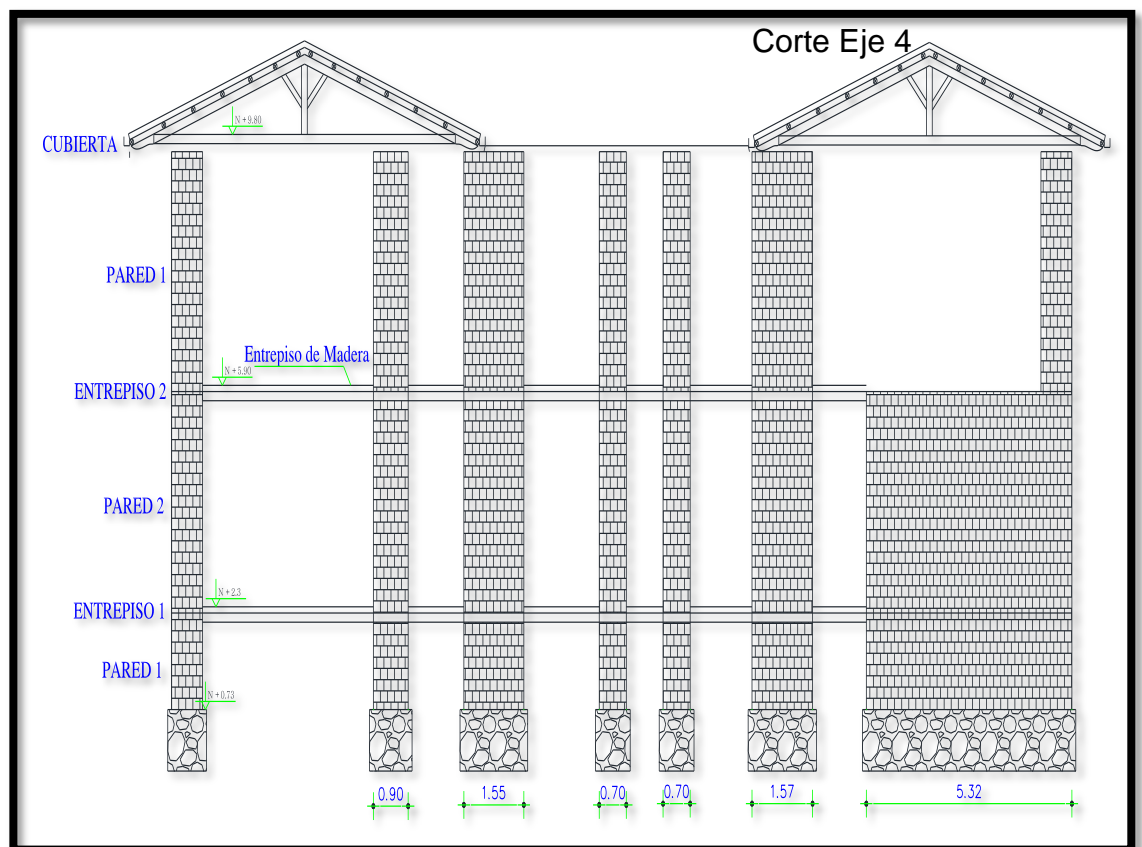 Corte Eje 4
N + 9.80
CUBIERTA
PARED 1
Entrepiso de Madera
N + 5.90
ENTREPISO 2
PARED 2
N + 2.3
ENTREPISO 1
PARED 1
N + 0.73
0.90
1.55
0.70
0.70
1.57
5.32